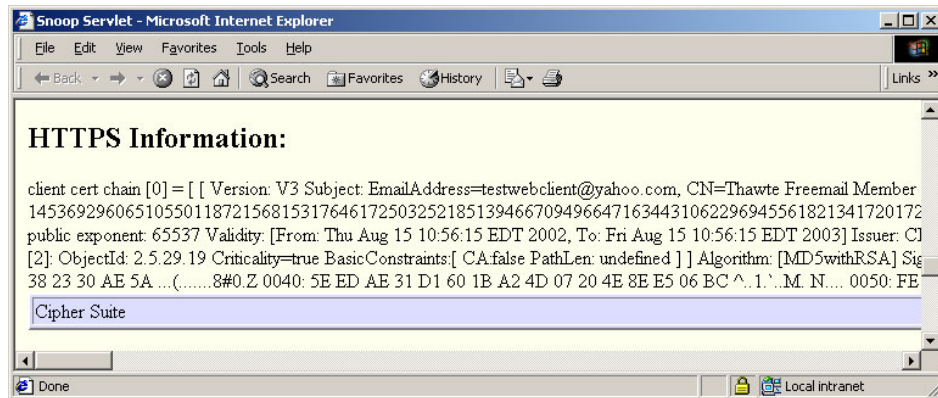 Snoop Servlet - Microsoft Internet Explorer
File Edit View Favorites Tools Help
Back Search Favorites History Links »
HTTPS Information:
client cert chain [0] = [ [ Version: V3 Subject: EmailAddress=testwebclient@yahoo.com, CN=Thawte Freemail Member
14536929606510550118721568153176461725032521851394667094966471634431062296945561821341720172
public exponent: 65537 Validity: [From: Thu Aug 15 10:56:15 EDT 2002, To: Fri Aug 15 10:56:15 EDT 2003] Issuer:
[2]: ObjectId: 2.5.29.19 Criticality=true BasicConstraints:[ CA:false PathLen: undefined ] ] Algorithm: [MD5withRSA]
38 23 30 AE 5A ...(.......8#0.Z 0040: 5E ED AE 31 D1 60 1B A2 4D 07 20 4E 8E E5 06 BC ^..1.`..M. N.... 0050: FE
Cipher Suite
Done Local intranet